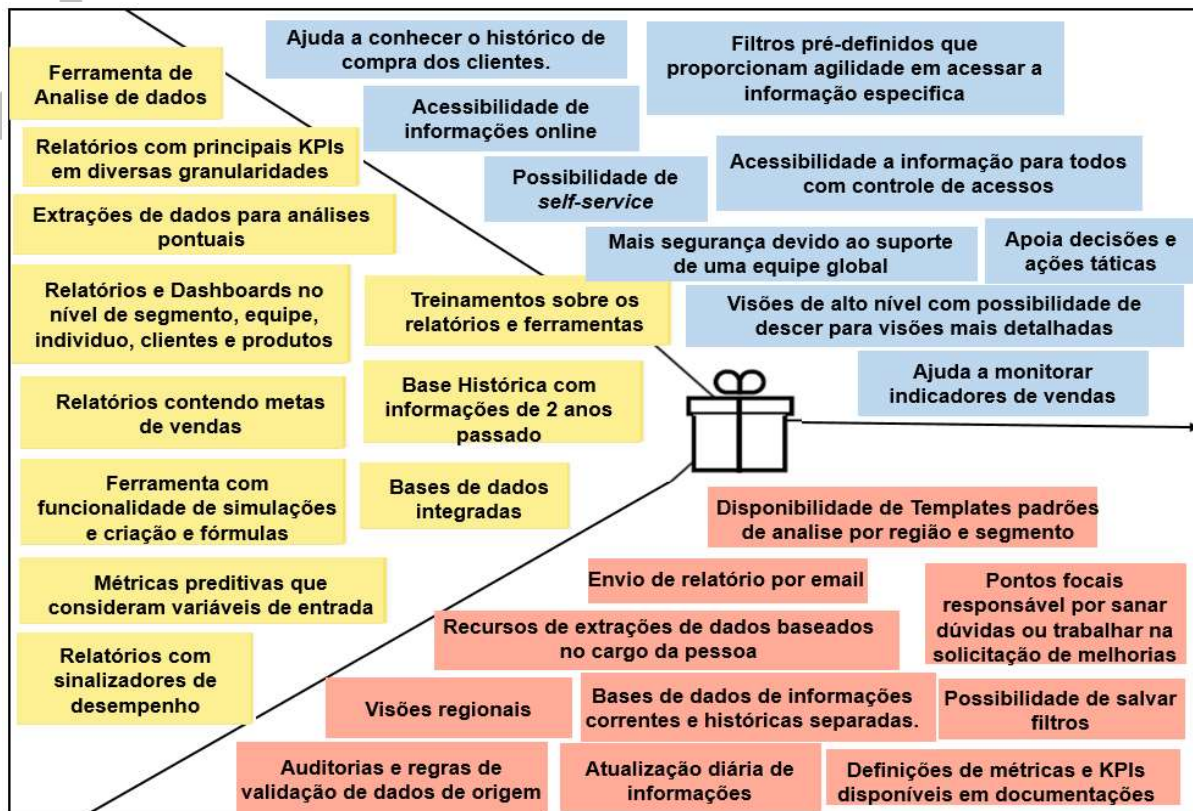 Ferramenta de
Analise de dados
Relatórios com principais KPIs
em diversas granularidades
Extrações de dados para análises
pontuais
Relatórios e Dashboards no
nível de segmento, equipe,
individuo, clientes e produtos
Relatórios contendo metas
de vendas
Ferramenta com
funcionalidade de simulações
e criação e fórmulas
Métricas preditivas que
consideram variáveis de entrada
Relatórios com
sinalizadores de
desempenho
Treinamentos sobre os
relatórios e ferramentas
Base Histórica com
informações de 2 anos
passado
Bases de dados
integradas
Ajuda a conhecer o histórico de
compra dos clientes.
Filtros pré-definidos que
proporcionam agilidade em acessar a
informação especifica
Acessibilidade de
informações online
Possibilidade de
self-service
Acessibilidade a informação para todos
com controle de acessos
Mais segurança devido ao suporte
de uma equipe global
Apoia decisões e
ações táticas
Visões de alto nível com possibilidade de
descer para visões mais detalhadas
Ajuda a monitorar
indicadores de vendas
Disponibilidade de Templates padrões
de analise por região e segmento
Envio de relatório por email
Pontos focais
responsável por sanar
dúvidas ou trabalhar na
solicitação de melhorias
Recursos de extrações de dados baseados
no cargo da pessoa
Visões regionais
Bases de dados de informações
correntes e históricas separadas.
Possibilidade de salvar
filtros
Auditorias e regras de
validação de dados de origem
Atualização diária de
informações
Definições de métricas e KPIs
disponíveis em documentações